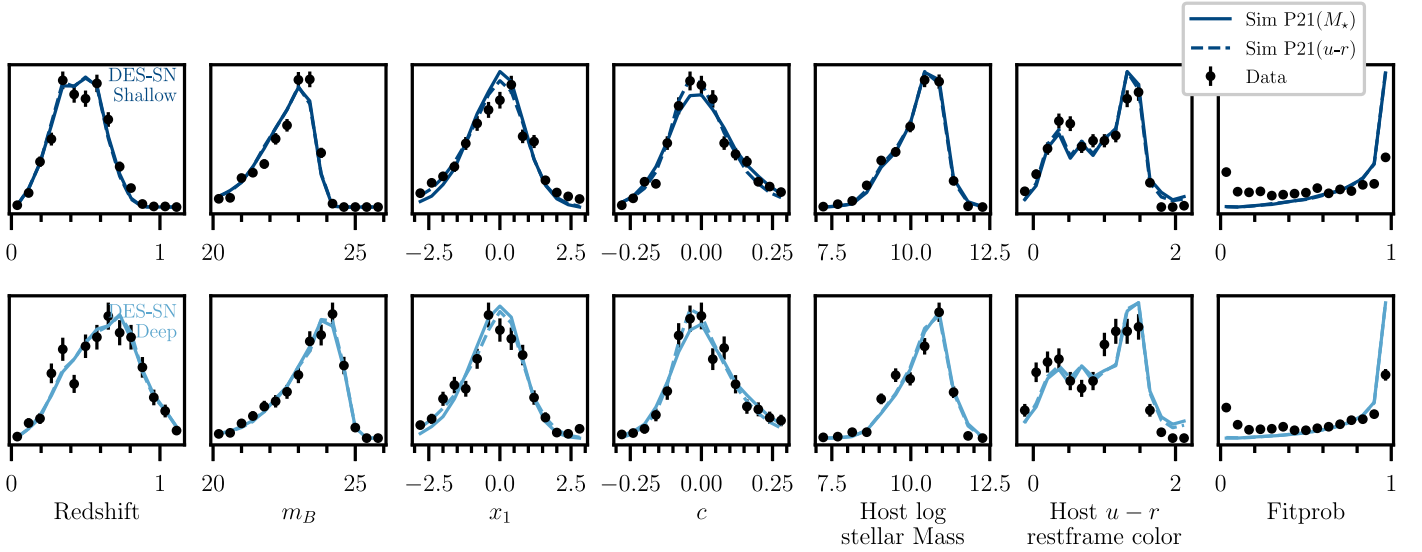 Sim P21(M⋆)
Sim P21(u-r)
Data
DES-SN
Shallow
0 1
20 25
−2.5 0.0 2.5
−0.25 0.00 0.25
7.5 10.0 12.5
0 2
0 1
DES-SN
Deep
0 1
20 25
−2.5 0.0 2.5
−0.25 0.00 0.25
7.5 10.0 12.5
0 2
0 1
Redshift
m_B
x_1
c
Host log
stellar Mass
Host u − r
restframe color
Fitprob